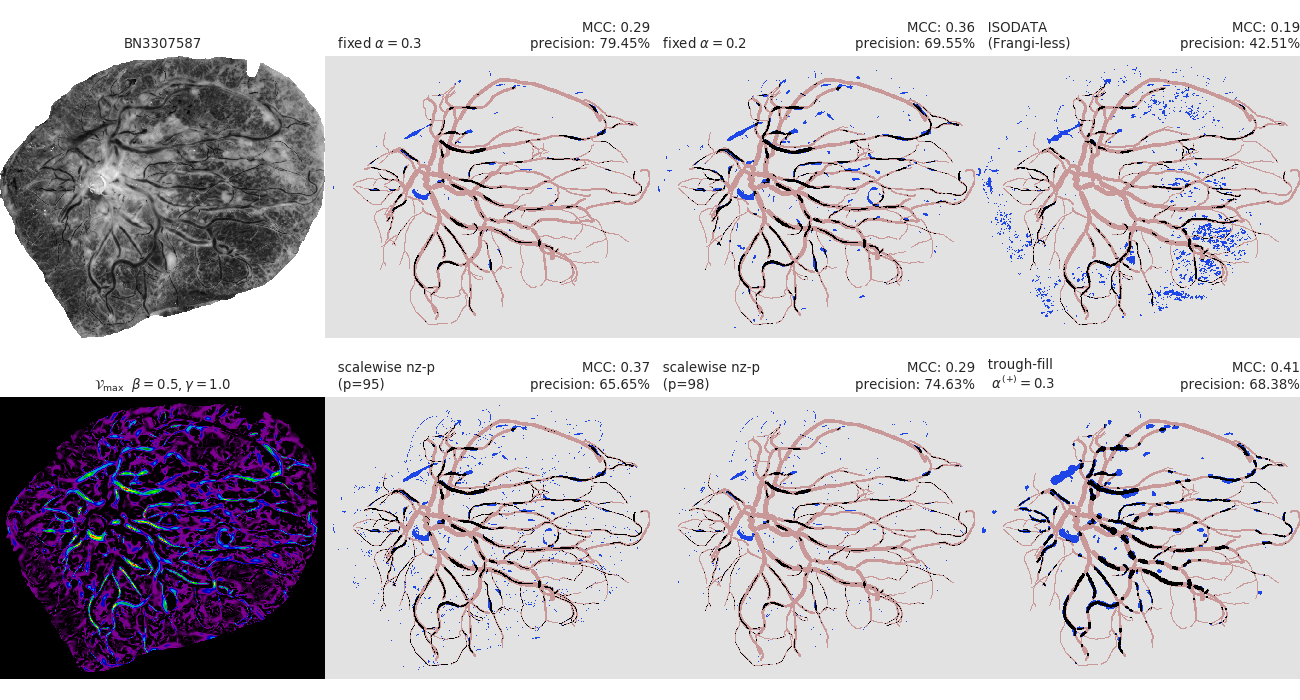 BN3307587
fixed α = 0.3
MCC: 0.29
precision: 79.45%
fixed α = 0.2
MCC: 0.36
precision: 69.55%
ISODATA
(Frangi-less)
MCC: 0.19
precision: 42.51%
𝒱max β = 0.5, γ = 1.0
scalewise nz-p
(p=95)
MCC: 0.37
precision: 65.65%
scalewise nz-p
(p=98)
MCC: 0.29
precision: 74.63%
trough-fill
α(+) = 0.3
MCC: 0.41
precision: 68.38%